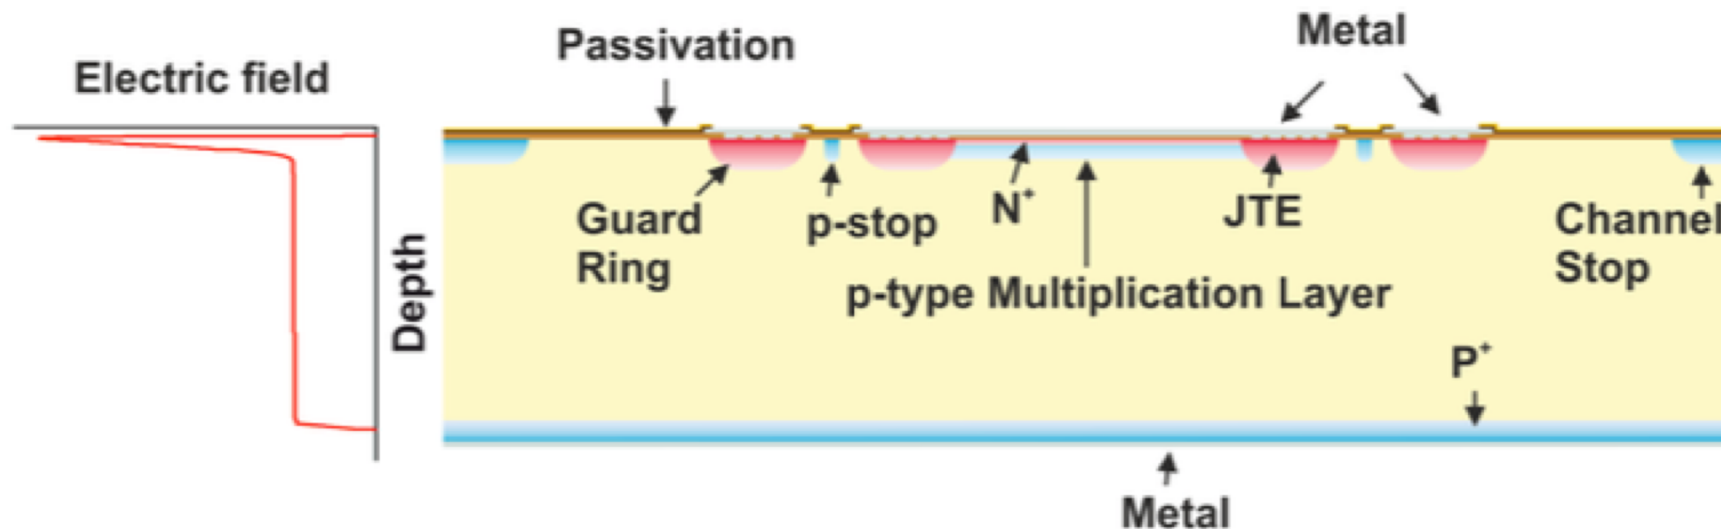 Electric field
Depth
Passivation
Metal
Guard
Ring
p-stop
N⁺
JTE
Channel
Stop
p-type Multiplication Layer
P⁺
Metal